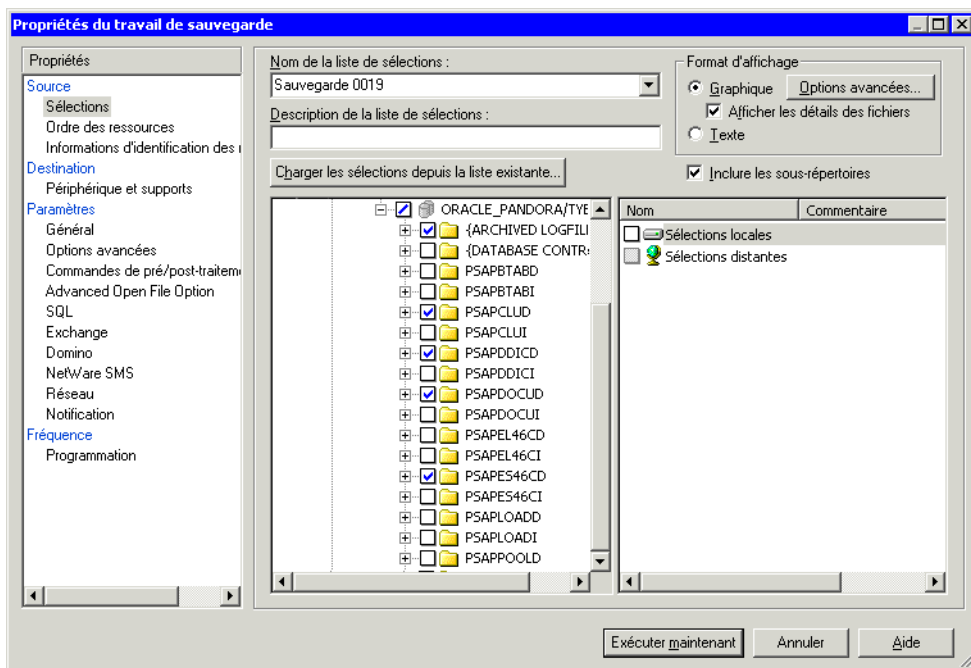 Propriétés du travail de sauvegarde
Propriétés
Source
Sélections
Ordre des ressources
Informations d'identification des
Destination
Périphérique et supports
Paramètres
Général
Options avancées
Commandes de pré/post-traitem
Advanced Open File Option
SQL
Exchange
Domino
NetWare SMS
Réseau
Notification
Fréquence
Programmation
Nom de la liste de sélections :
Sauvegarde 0019
Description de la liste de sélections :
Charger les sélections depuis la liste existante...
Format d'affichage
Graphique
Options avancées...
Afficher les détails des fichiers
Texte
Inclure les sous-répertoires
ORACLE_PANDORA/TYE
{ARCHIVED LOGFILI
{DATABASE CONTR
PSAPBTABD
PSAPBTABI
PSAPCLUD
PSAPCLUI
PSAPDDICD
PSAPDDICI
PSAPDOCUD
PSAPDOCUI
PSAPEL46CD
PSAPEL46CI
PSAPES46CD
PSAPES46CI
PSAPLOADD
PSAPLOADI
PSAPPOOLD
Nom Commentaire
Sélections locales
Sélections distantes
Exécuter maintenant Annuler Aide